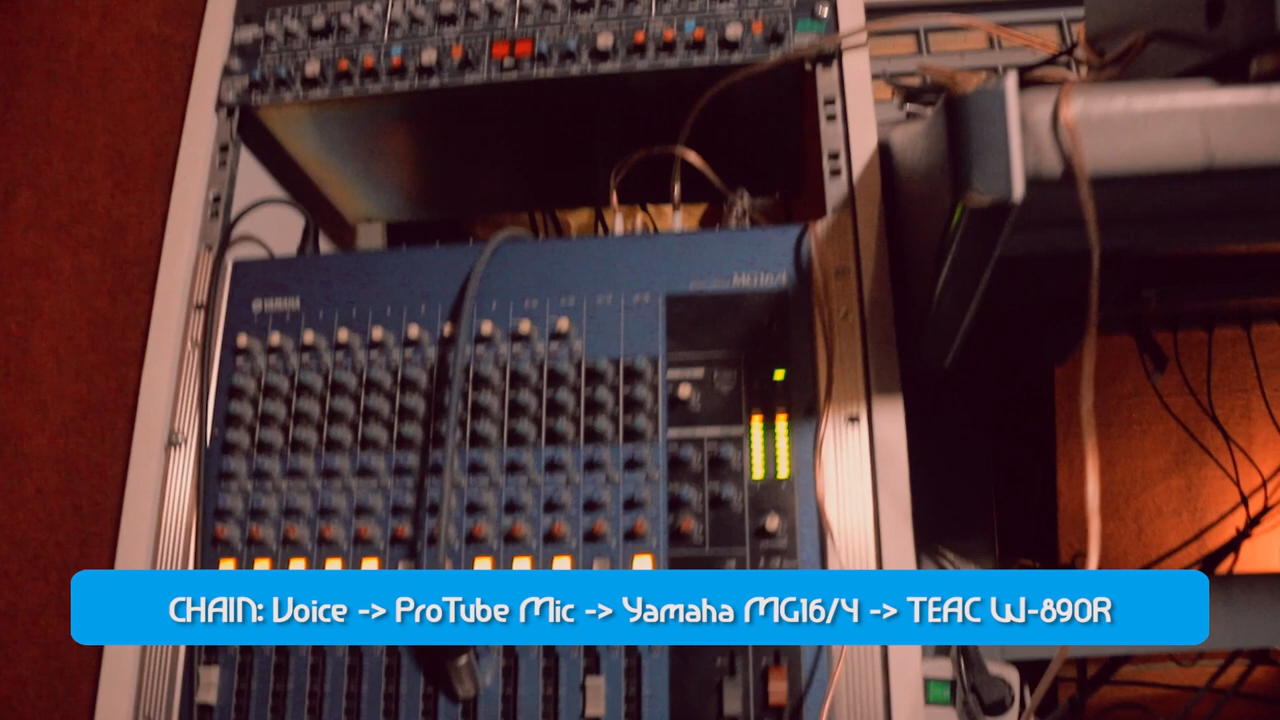 YAMAHA
MG16/4
CHAIN: Voice -> ProTube Mic -> Yamaha MG16/4 -> TEAC W-890R